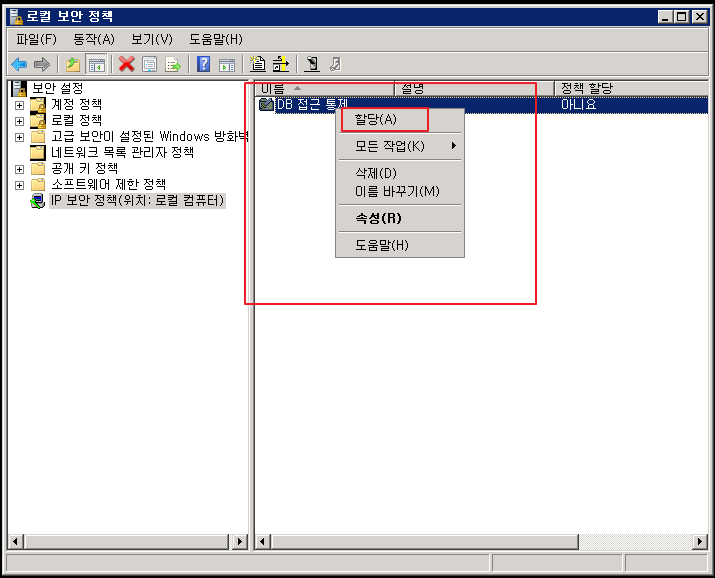 로컬 보안 정책
파일(F) 동작(A) 보기(V) 도움말(H)
보안 설정
계정 정책
로컬 정책
고급 보안이 설정된 Windows 방화벽
네트워크 목록 관리자 정책
공개 키 정책
소프트웨어 제한 정책
IP 보안 정책(위치: 로컬 컴퓨터)
이름 설명 정책 할당
DB 접근 통제 아니요
할당(A)
모든 작업(K)
삭제(D)
이름 바꾸기(M)
속성(R)
도움말(H)